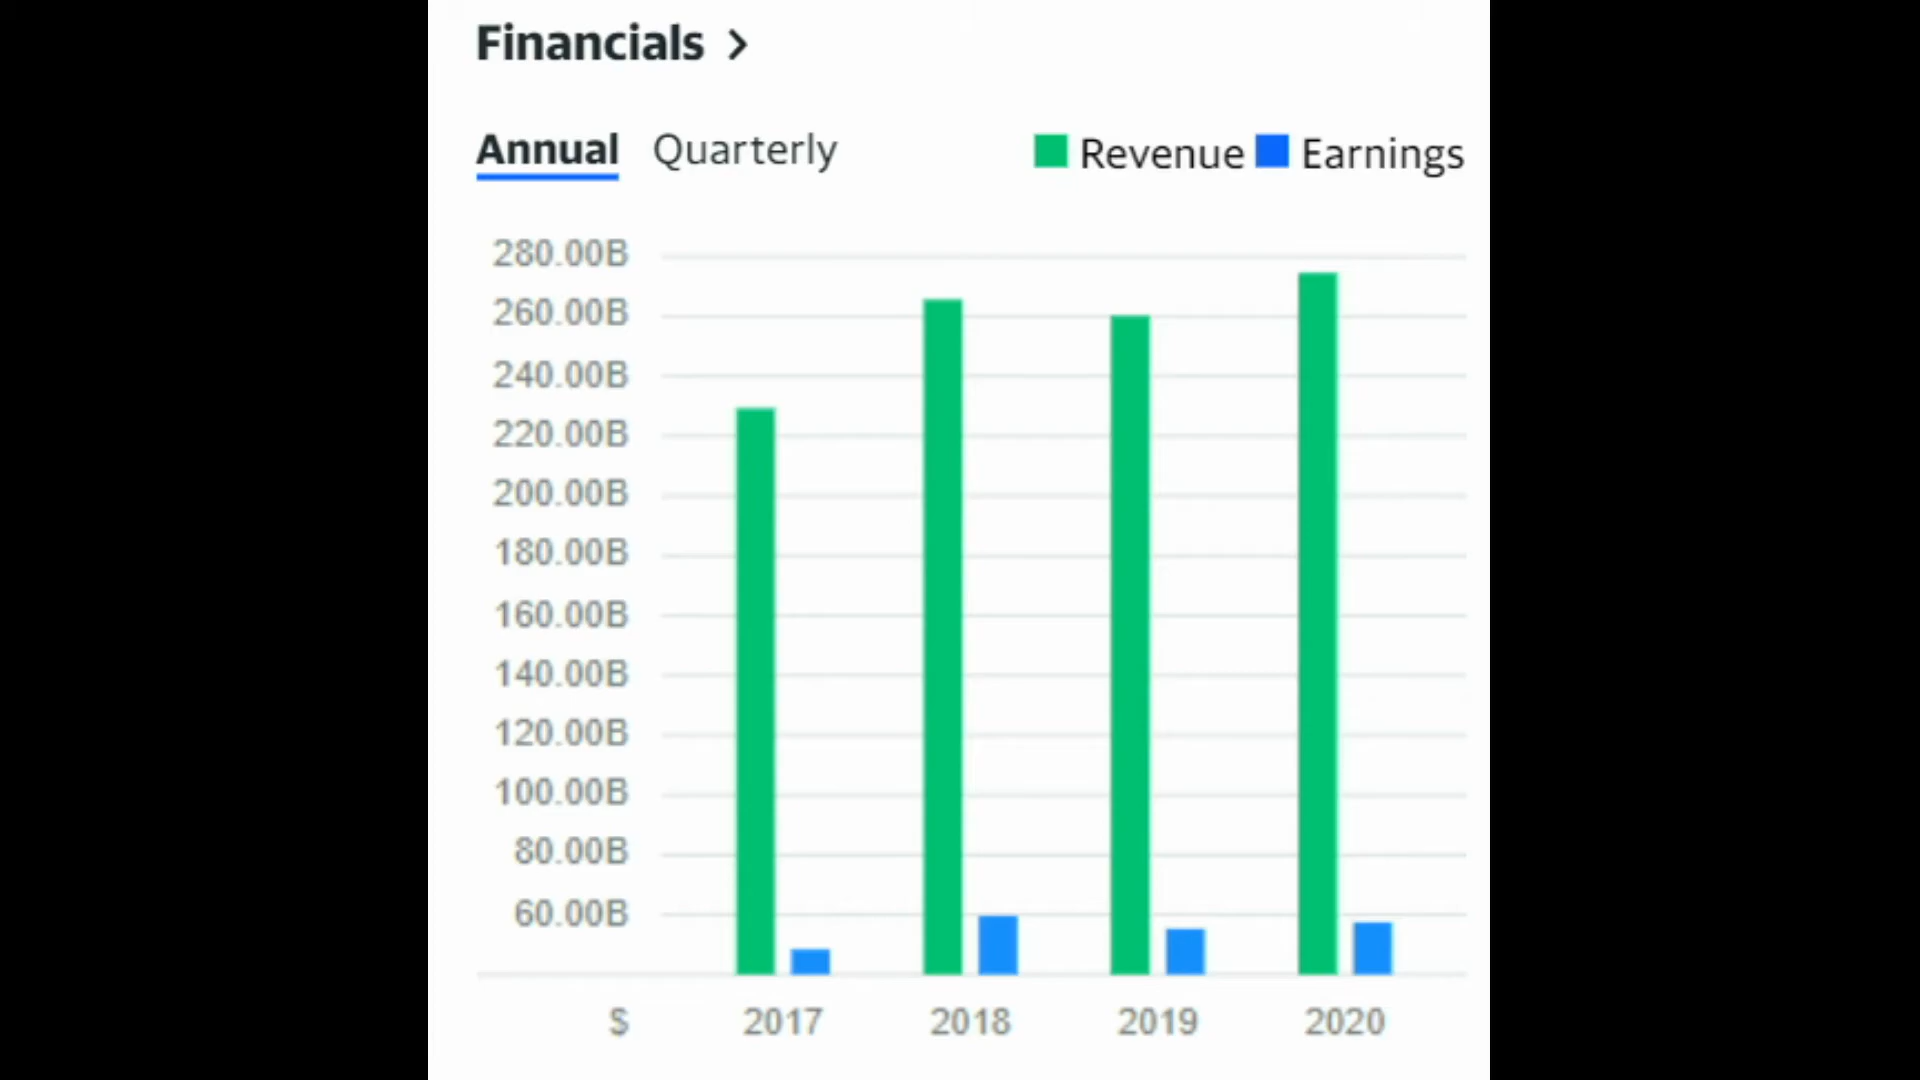 Financials >
Annual Quarterly Revenue Earnings
280.00B
260.00B
240.00B
220.00B
200.00B
180.00B
160.00B
140.00B
120.00B
100.00B
80.00B
60.00B
$ 2017 2018 2019 2020